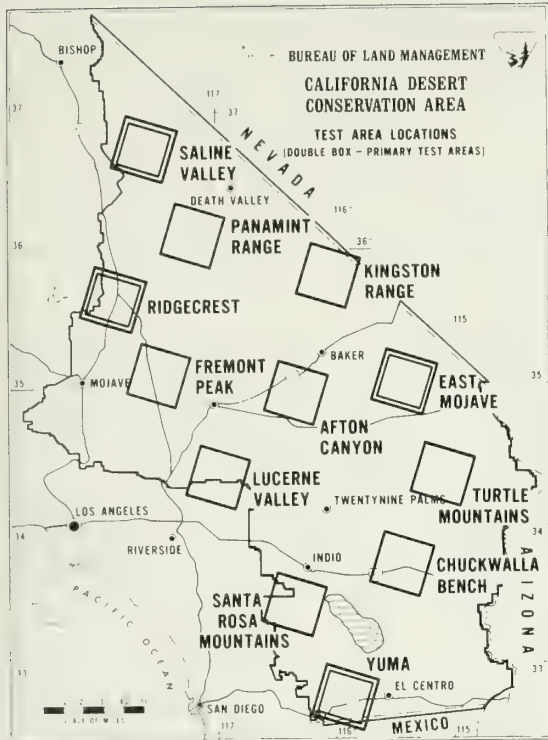 BUREAU OF LAND MANAGEMENT
CALIFORNIA DESERT
CONSERVATION AREA
TEST AREA LOCATIONS
(DOUBLE BOX - PRIMARY TEST AREAS)
BISHOP
37
117
37
NEVADA
SALINE
VALLEY
DEATH VALLEY
PANAMINT
RANGE
116
36
36
KINGSTON
RANGE
RIDGECREST
115
FREMONT
PEAK
BAKER
35
MOJAVE
EAST
MOJAVE
35
AFTON
CANYON
LUCERNE
VALLEY
TURTLE
MOUNTAINS
TWENTYNINE PALMS
LOS ANGELES
34
RIVERSIDE
INDIO
34
CHUCKWALLA
BENCH
ARIZONA
PACIFIC OCEAN
SANTA
ROSA
MOUNTAINS
33
YUMA
33
EL CENTRO
SAN DIEGO
MEXICO
117
116
115